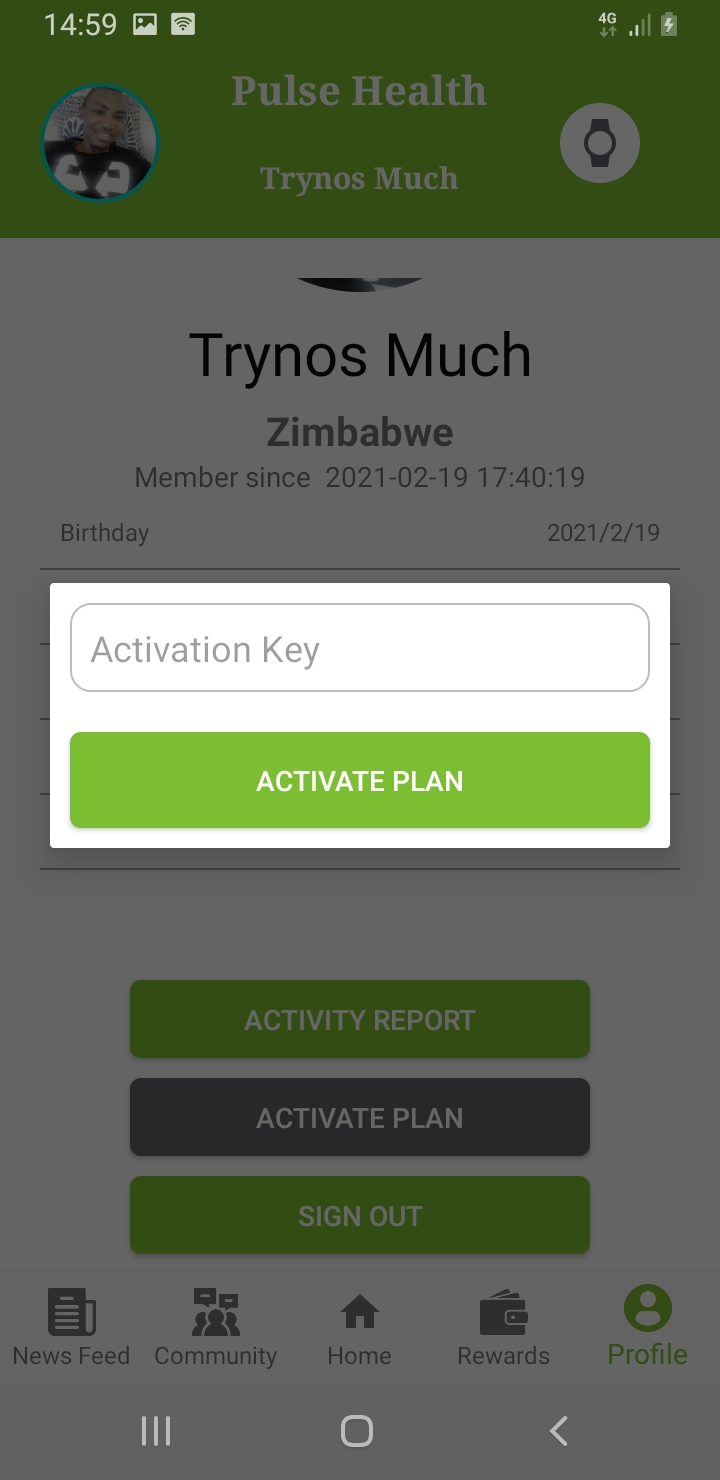 14:59
4G
Pulse Health
Trynos Much
Trynos Much
Zimbabwe
Member since 2021-02-19 17:40:19
Birthday 2021/2/19
Activation Key
ACTIVATE PLAN
ACTIVITY REPORT
ACTIVATE PLAN
SIGN OUT
News Feed Community Home Rewards Profile